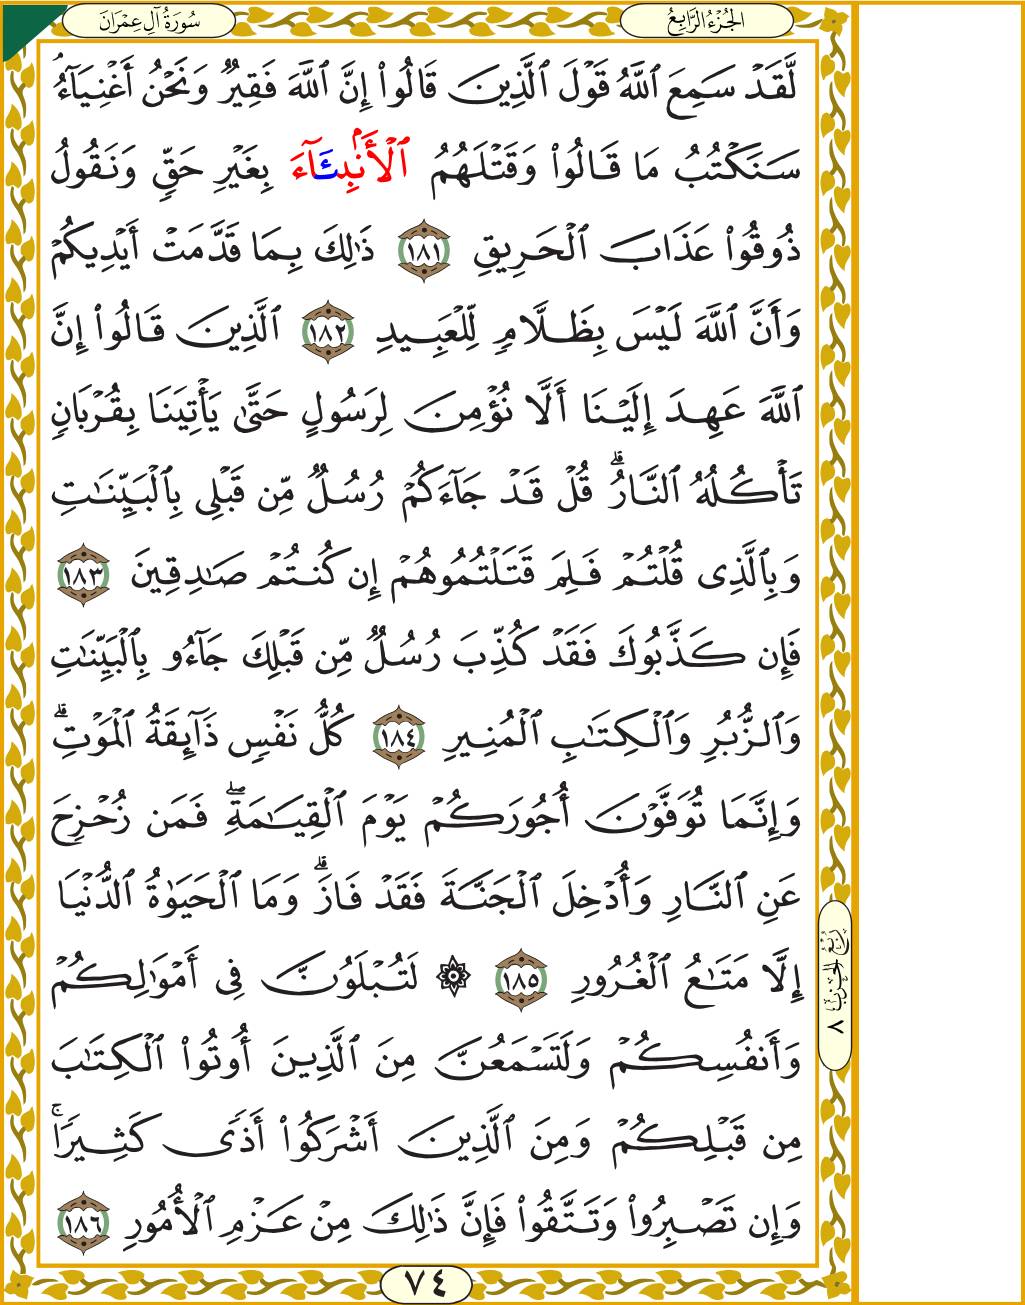 سُورَةُ آلِ عِمْرَانَ
الجُزْءُ الرَّابِعُ
لَّقَدْ سَمِعَ ٱللَّهُ قَوْلَ ٱلَّذِينَ قَالُوا۟ إِنَّ ٱللَّهَ فَقِيرٌ وَنَحْنُ أَغْنِيَآءُ
سَنَكْتُبُ مَا قَالُوا۟ وَقَتْلَهُمُ ٱلْأَنۢبِئَآءَ بِغَيْرِ حَقٍّ وَنَقُولُ
ذُوقُوا۟ عَذَابَ ٱلْحَرِيقِ ١٨١ ذَٰلِكَ بِمَا قَدَّمَتْ أَيْدِيكُمْ
وَأَنَّ ٱللَّهَ لَيْسَ بِظَلَّامٍ لِّلْعَبِيدِ ١٨٢ ٱلَّذِينَ قَالُوا۟ إِنَّ
ٱللَّهَ عَهِدَ إِلَيْنَا أَلَّا نُؤْمِنَ لِرَسُولٍ حَتَّىٰ يَأْتِيَنَا بِقُرْبَانٍ
تَأْكُلُهُ ٱلنَّارُ ۗ قُلْ قَدْ جَآءَكُمْ رُسُلٌ مِّن قَبْلِى بِٱلْبَيِّنَٰتِ
وَبِٱلَّذِى قُلْتُمْ فَلِمَ قَتَلْتُمُوهُمْ إِن كُنتُمْ صَٰدِقِينَ ١٨٣
فَإِن كَذَّبُوكَ فَقَدْ كُذِّبَ رُسُلٌ مِّن قَبْلِكَ جَآءُو بِٱلْبَيِّنَٰتِ
وَٱلزُّبُرِ وَٱلْكِتَٰبِ ٱلْمُنِيرِ ١٨٤ كُلُّ نَفْسٍ ذَآئِقَةُ ٱلْمَوْتِ ۗ
وَإِنَّمَا تُوَفَّوْنَ أُجُورَكُمْ يَوْمَ ٱلْقِيَٰمَةِ ۖ فَمَن زُحْزِحَ
عَنِ ٱلنَّارِ وَأُدْخِلَ ٱلْجَنَّةَ فَقَدْ فَازَ ۗ وَمَا ٱلْحَيَوٰةُ ٱلدُّنْيَا
إِلَّا مَتَٰعُ ٱلْغُرُورِ ١٨٥ ۞ لَتُبْلَوُنَّ فِى أَمْوَٰلِكُمْ
وَأَنفُسِكُمْ وَلَتَسْمَعُنَّ مِنَ ٱلَّذِينَ أُوتُوا۟ ٱلْكِتَٰبَ
مِن قَبْلِكُمْ وَمِنَ ٱلَّذِينَ أَشْرَكُوا۟ أَذًى كَثِيرًا ۚ
وَإِن تَصْبِرُوا۟ وَتَتَّقُوا۟ فَإِنَّ ذَٰلِكَ مِنْ عَزْمِ ٱلْأُمُورِ ١٨٦
رُبْعُ الحِزْبِ ٨
٧٤